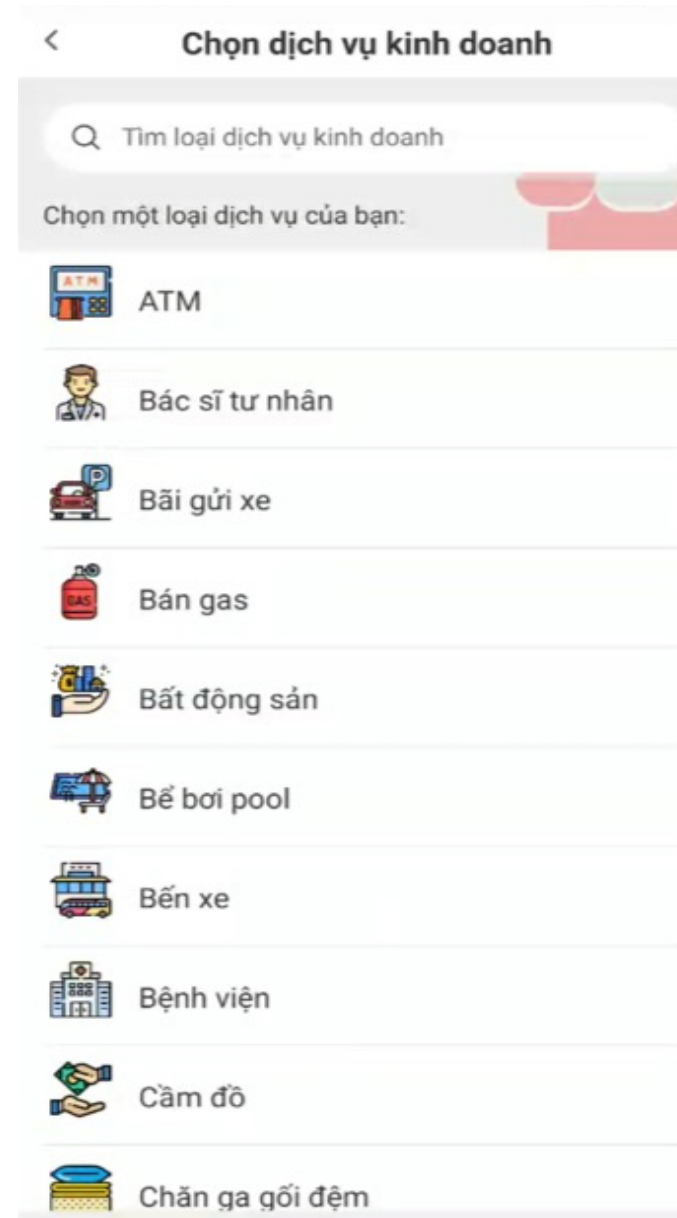 Chọn dịch vụ kinh doanh
Tìm loại dịch vụ kinh doanh
Chọn một loại dịch vụ của bạn:
ATM
ATM
Bác sĩ tư nhân
P
Bãi gửi xe
GAS
Bán gas
Bất động sản
Bể bơi pool
Bến xe
Bệnh viện
Cầm đồ
Chăn ga gối đệm